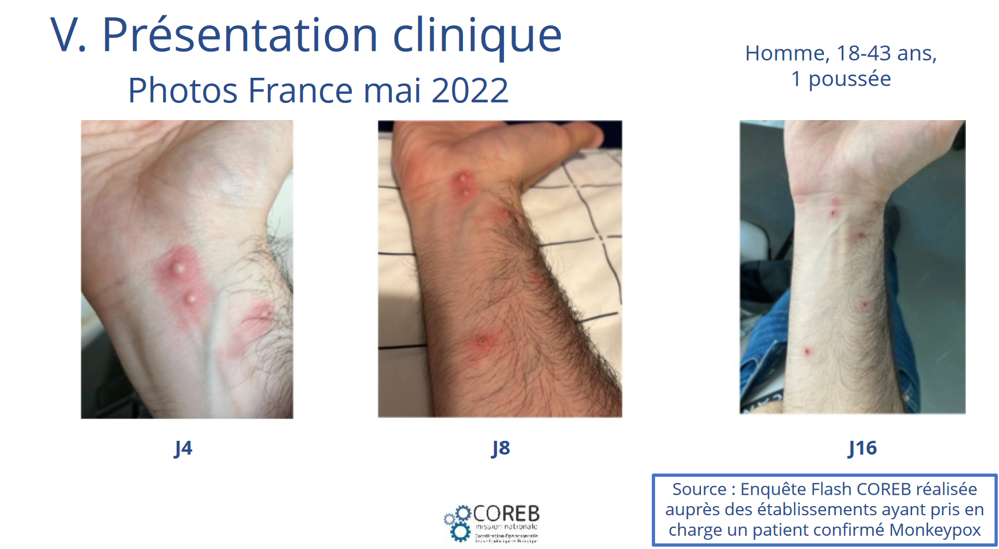 V. Présentation clinique
Photos France mai 2022
Homme, 18-43 ans,
1 poussée
J4
J8
J16
COREB
mission nationale
Coordination Opérationnelle
Source : Enquête Flash COREB réalisée
auprès des établissements ayant pris en
charge un patient confirmé Monkeypox